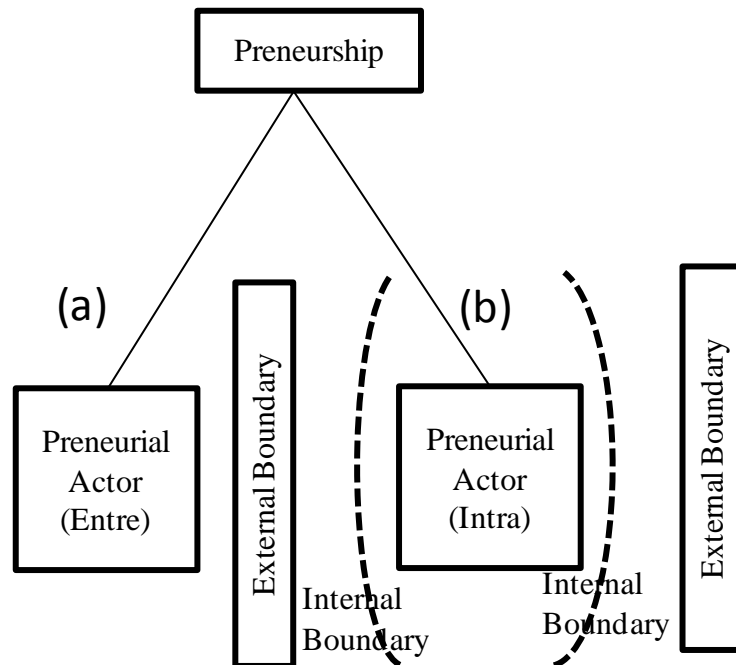 Preneurship
(a)
(b)
Preneurial
Actor
(Entre)
External Boundary
Preneurial
Actor
(Intra)
External Boundary
Internal
Boundary
Internal
Boundary